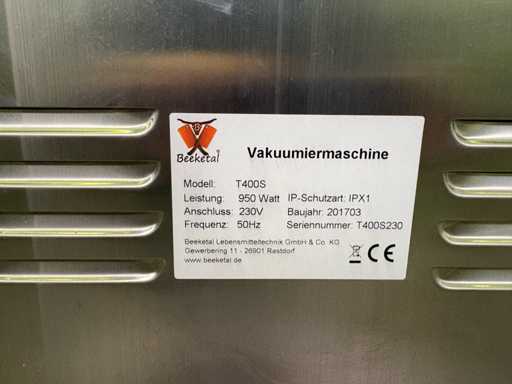 Beeketal
Vakuumiermaschine
Modell: T400S
Leistung: 950 Watt IP-Schutzart: IPX1
Anschluss: 230V Baujahr: 201703
Frequenz: 50Hz Seriennummer: T400S230
Beeketal Lebensmitteltechnik GmbH & Co. KG
Gewerbering 11 - 26901 Rastdorf
www.beeketal.de
CE